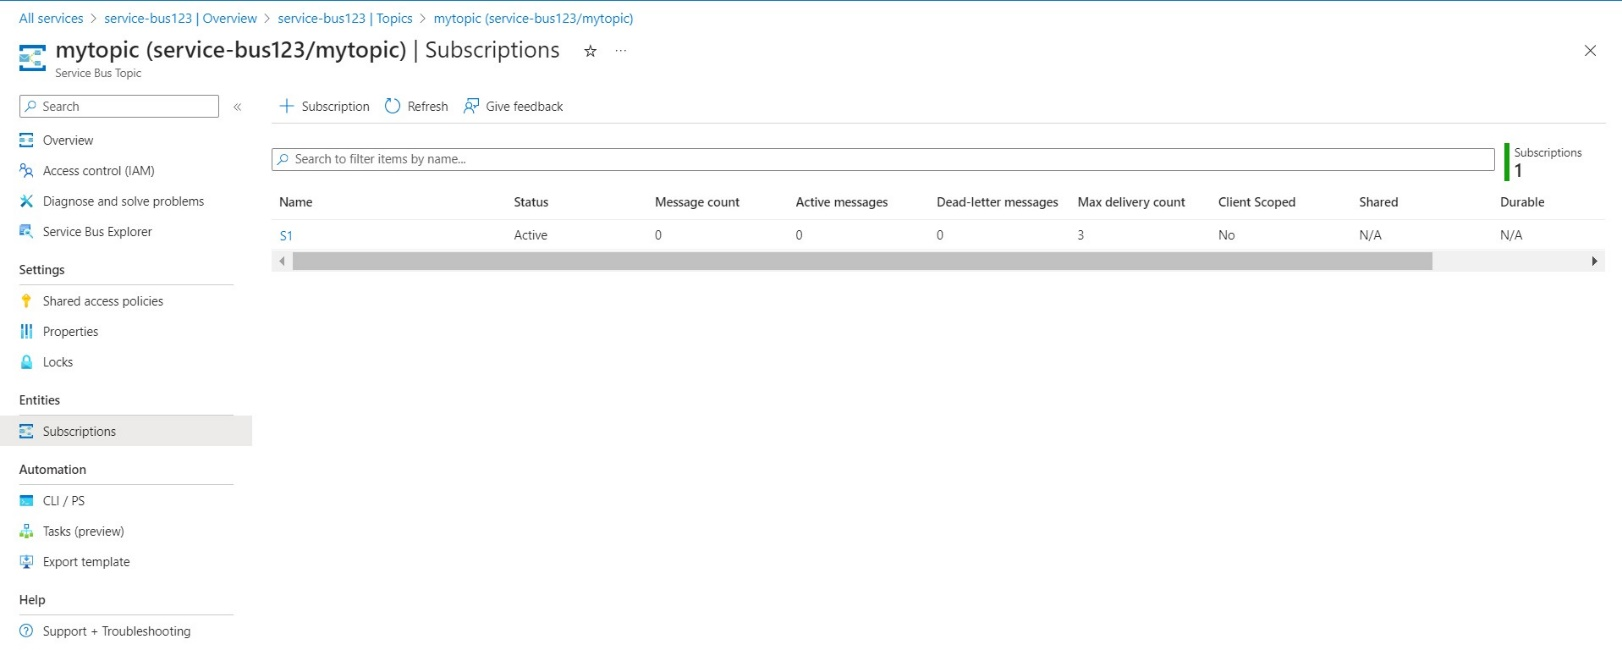 All services > service-bus123 | Overview > service-bus123 | Topics > mytopic (service-bus123/mytopic)
mytopic (service-bus123/mytopic) | Subscriptions
Service Bus Topic
Search
Overview
Access control (IAM)
Diagnose and solve problems
Service Bus Explorer
Settings
Shared access policies
Properties
Locks
Entities
Subscriptions
Automation
CLI / PS
Tasks (preview)
Export template
Help
Support + Troubleshooting
Subscription Refresh Give feedback
Search to filter items by name...
Subscriptions
1
Name Status Message count Active messages Dead-letter messages Max delivery count Client Scoped Shared Durable
S1 Active 0 0 0 3 No N/A N/A